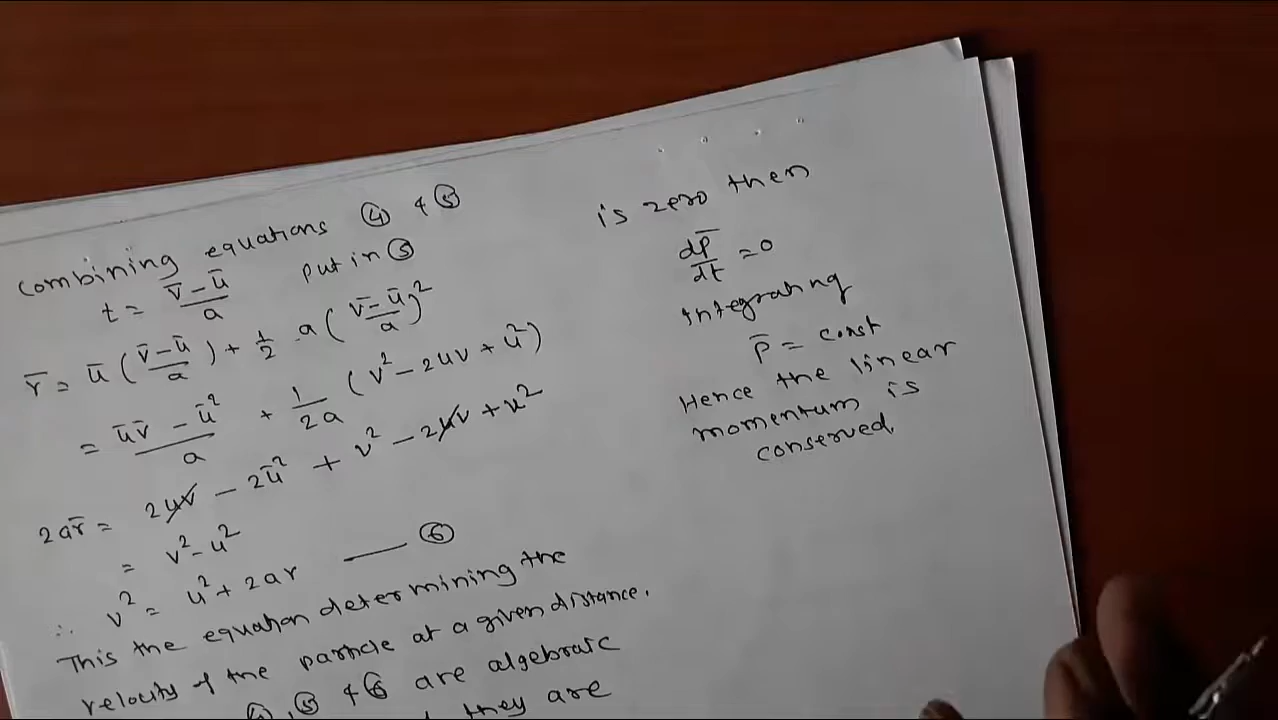 combining equations ④ & ⑤
t = v̄ - ū / a put in ⑤
r̄ = ū ( v̄ - ū / a ) + 1/2 a ( v̄ - ū / a )²
= ūv̄ - ū² / a + 1/2a ( v² - 2uv + u² )
2ar̄ = 2uv - 2ū² + v² - 2uv + u²
= v² - u²
∴ v² = u² + 2ar —— ⑥
This the equation determining the
velocity of the particle at a given distance.
④, ⑤ & ⑥ are algebraic
they are
is zero then
dp̄/dt = 0
Integrating
p̄ = const
Hence the linear
momentum is
conserved.